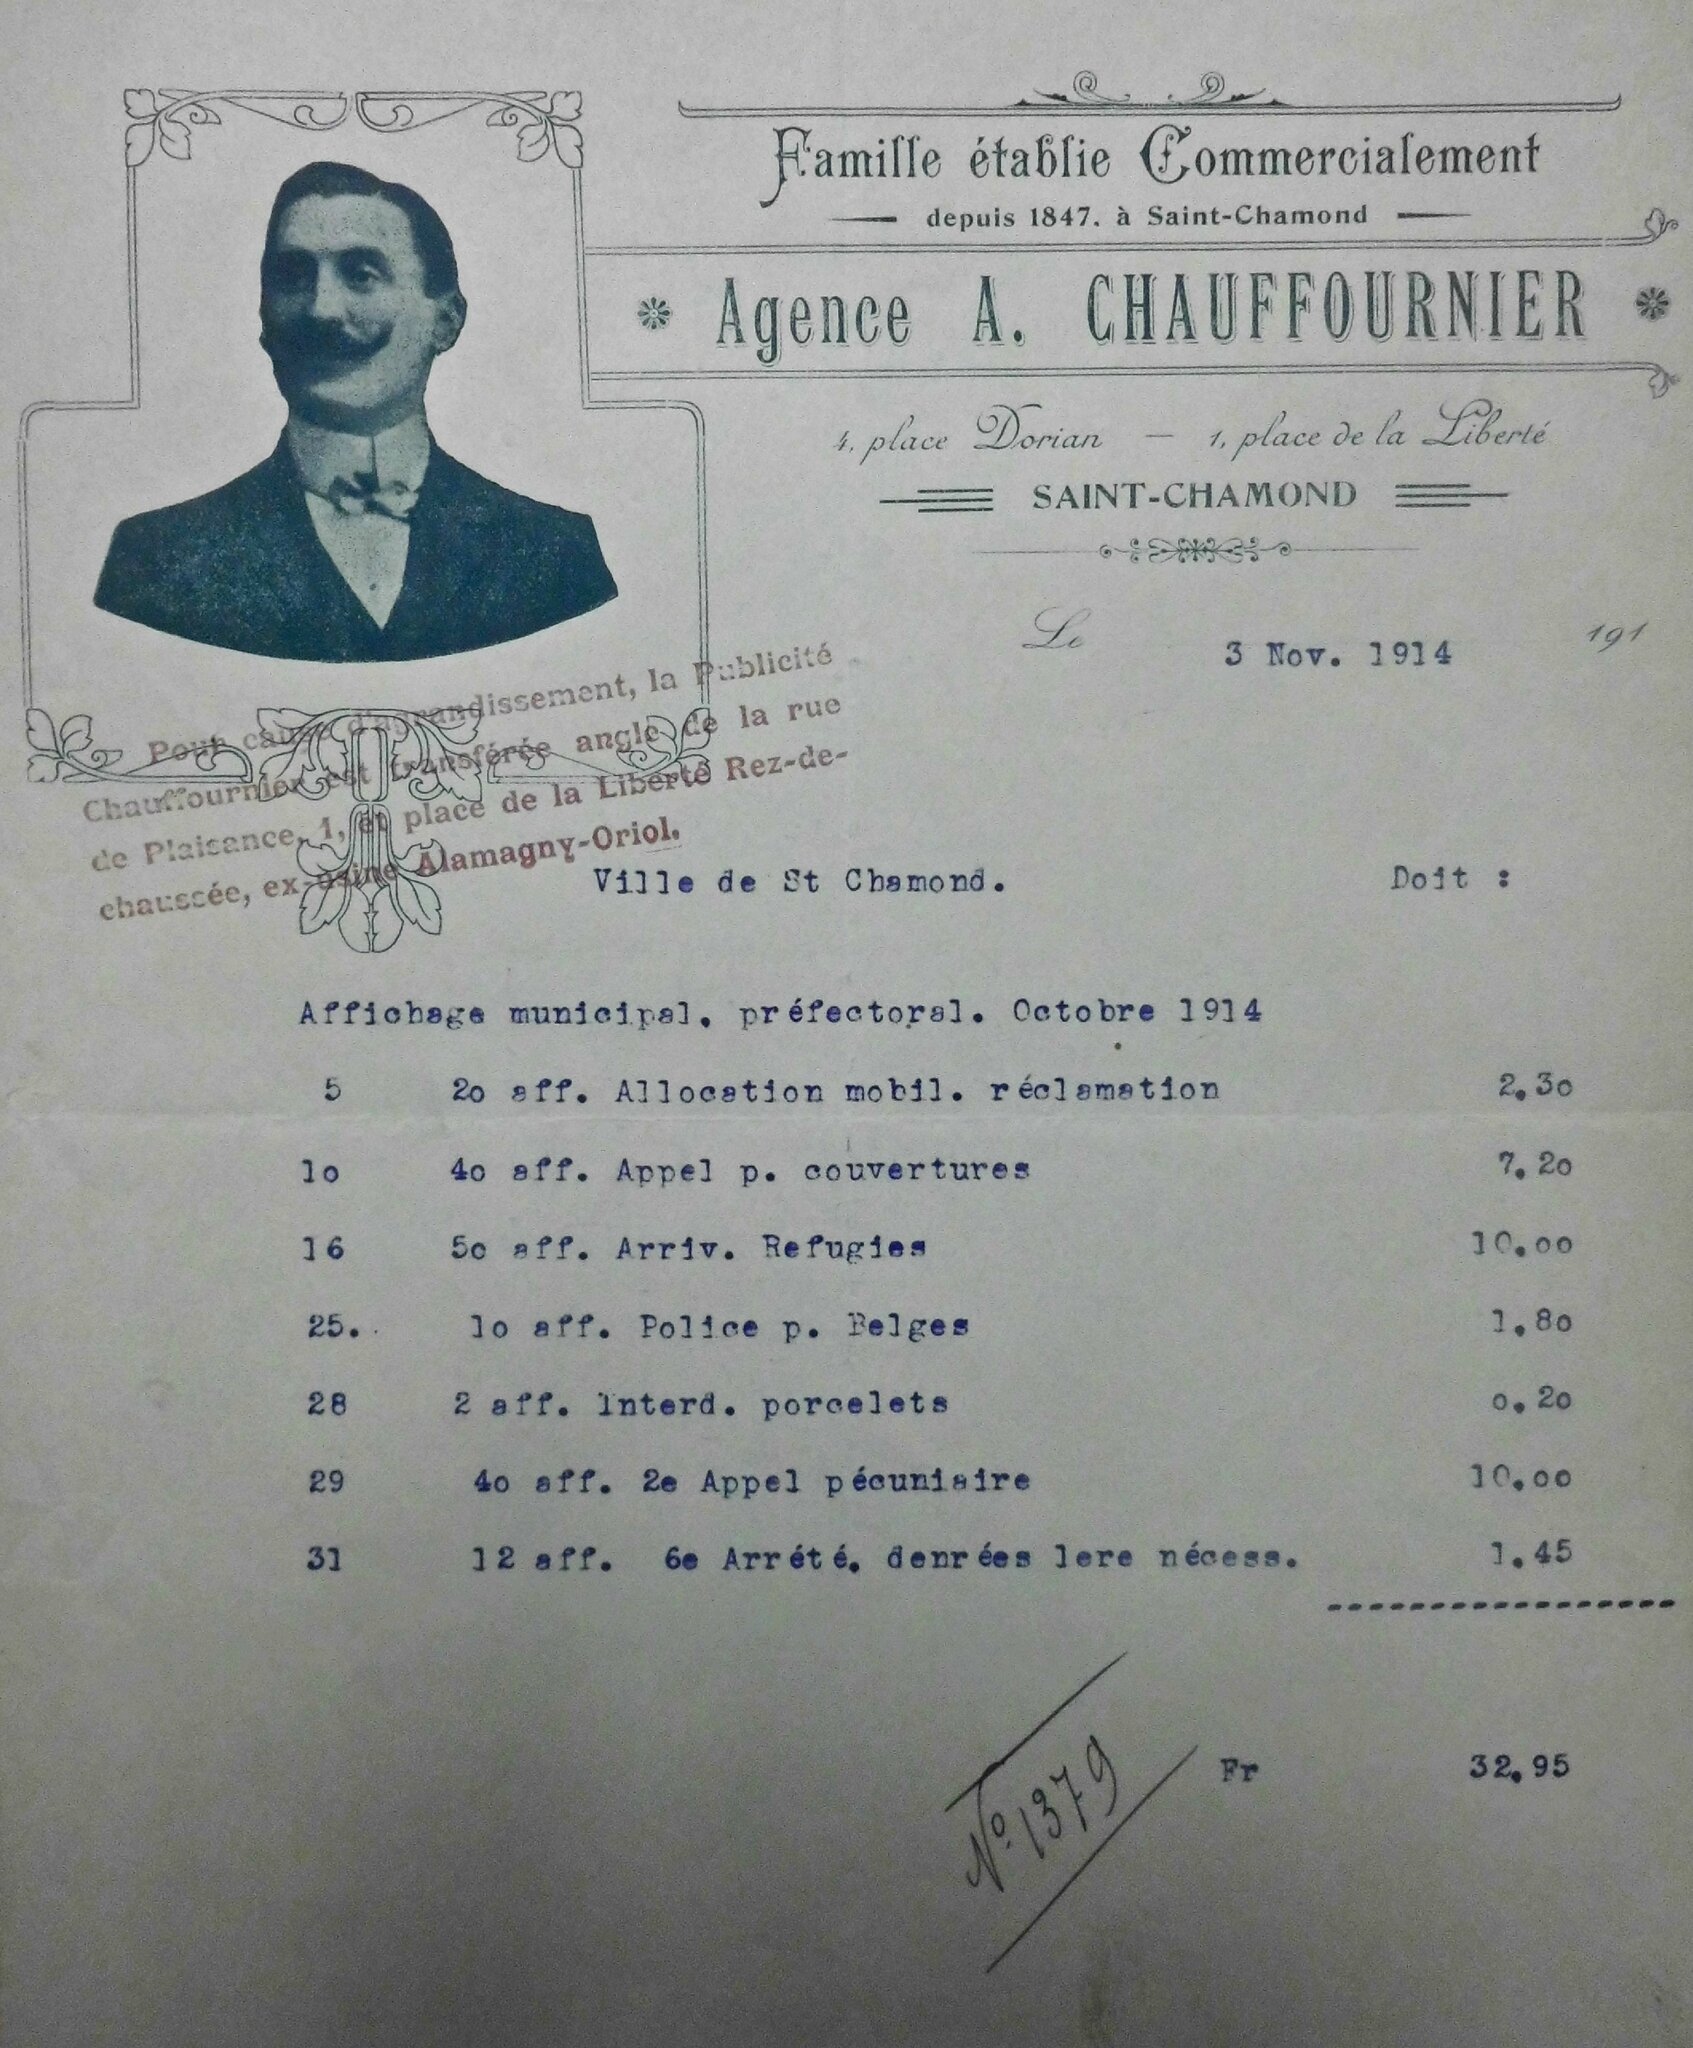 Famille établie Commercialement
depuis 1847. à Saint-Chamond
Agence A. CHAUFFOURNIER
4, place Dorian — 1, place de la Liberté
SAINT-CHAMOND
Le 3 Nov. 1914 191
Pour cause d'agrandissement, la Publicité
Chauffournier est transférée angle de la rue
de Plaisance, 1, et place de la Liberté Rez-de-
chaussée, ex-usine Alamagny-Oriol.
Ville de St Chamond. Doit :
Affichage municipal. préfectoral. Octobre 1914
5 20 aff. Allocation mobil. réclamation 2.30
10 40 aff. Appel p. couvertures 7.20
16 50 aff. Arriv. Refugies 10.00
25. 10 aff. Police p. Belges 1.80
28 2 aff. Interd. porcelets 0.20
29 40 aff. 2e Appel pécuniaire 10.00
31 12 aff. 6e Arrété. denrées 1ere nécess. 1.45
Fr 32.95
No. 1379